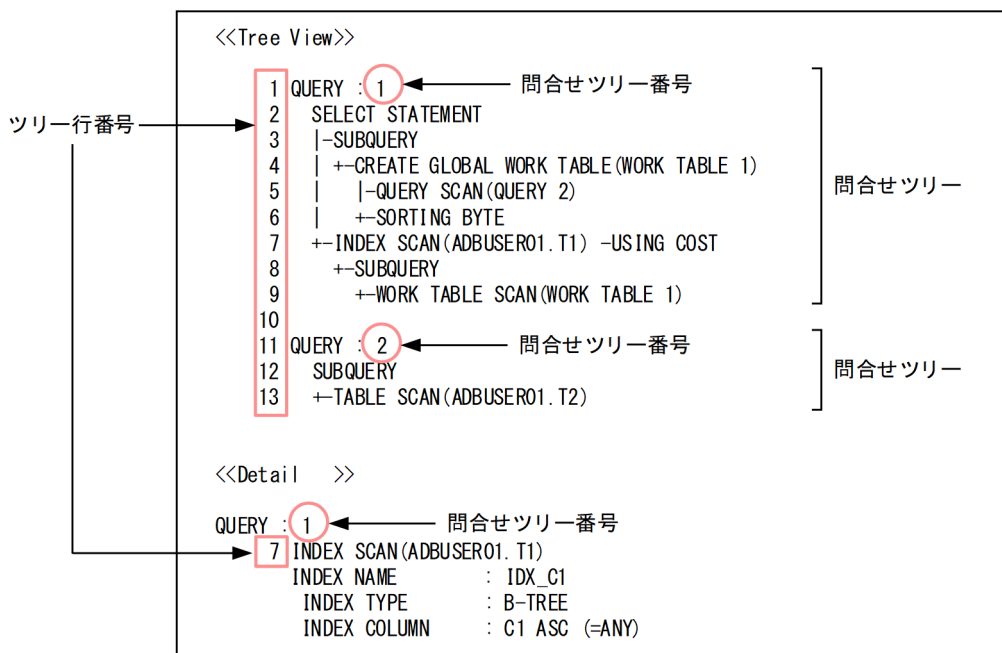 <<Tree View>>
1 QUERY : 1 問合せツリー番号
2 SELECT STATEMENT
ツリー行番号
3 |-SUBQUERY
4 | +-CREATE GLOBAL WORK TABLE(WORK TABLE 1)
5 | |-QUERY SCAN(QUERY 2)
問合せツリー
6 | +-SORTING BYTE
7 +-INDEX SCAN(ADBUSER01.T1) -USING COST
8 +-SUBQUERY
9 +-WORK TABLE SCAN(WORK TABLE 1)
10
11 QUERY : 2 問合せツリー番号
12 SUBQUERY
問合せツリー
13 +-TABLE SCAN(ADBUSER01.T2)
<<Detail >>
QUERY : 1 問合せツリー番号
7 INDEX SCAN(ADBUSER01.T1)
INDEX NAME : IDX_C1
INDEX TYPE : B-TREE
INDEX COLUMN : C1 ASC (=ANY)